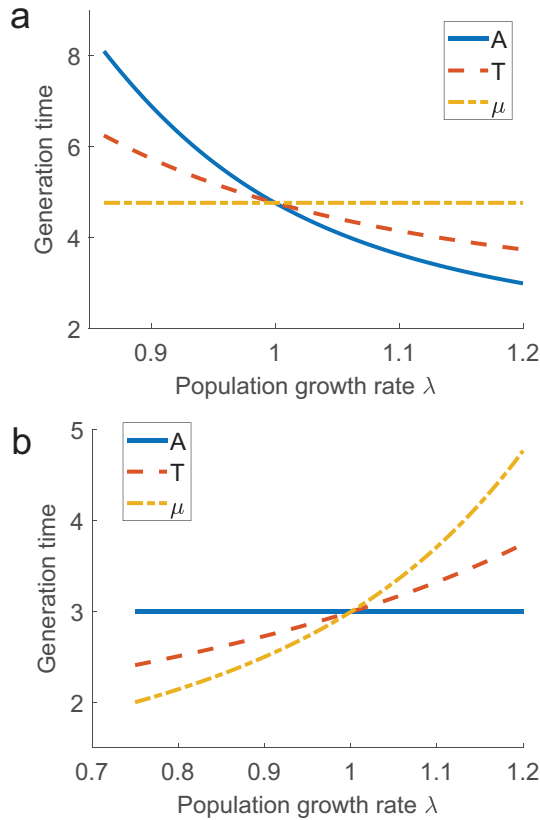 a
8
6
4
2
Generation time
A
T
μ
0.9 1 1.1 1.2
Population growth rate λ
b
5
4
3
2
Generation time
A
T
μ
0.7 0.8 0.9 1 1.1 1.2
Population growth rate λ